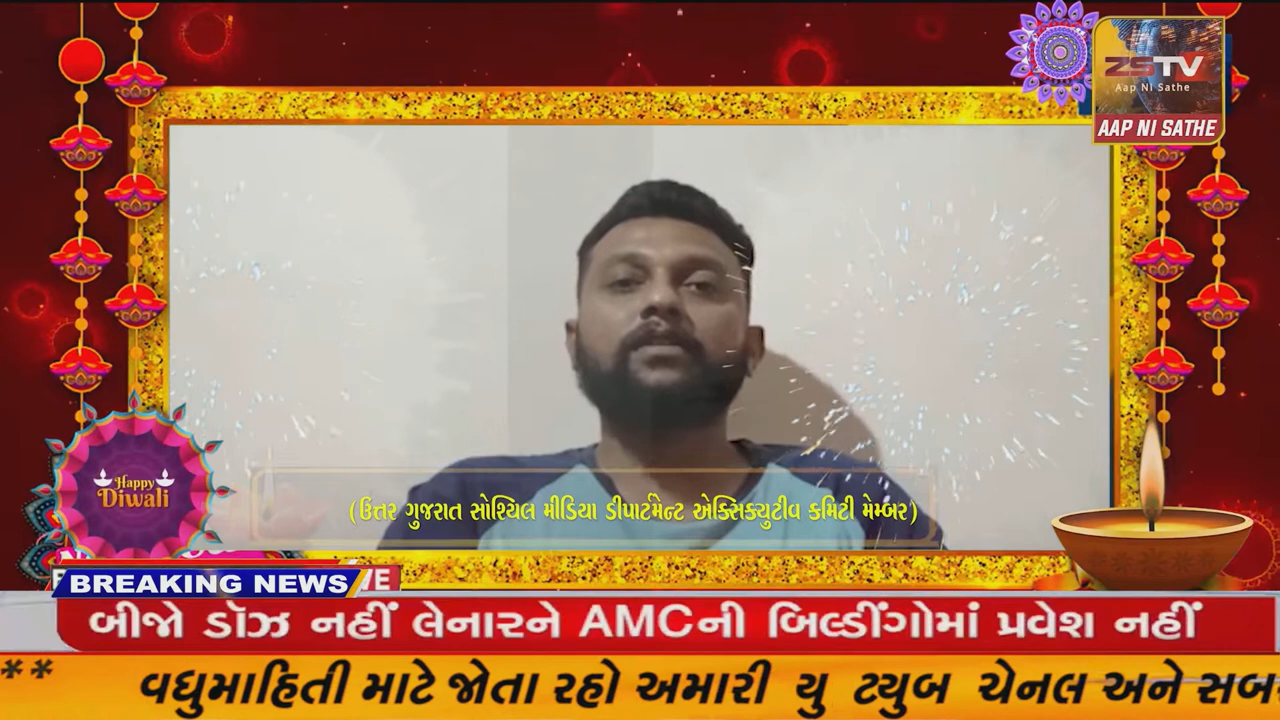 ZSTV
Aap Ni Sathe
AAP NI SATHE
(ઉત્તર ગુજરાત સોશ્યિલ મીડિયા ડીપાર્ટમેન્ટ એક્સિક્યુટીવ કમિટી મેમ્બર)
Happy
Diwali
BREAKING NEWS
બીજો ડૉઝ નહીં લેનારને AMCની બિલ્ડીંગોમાં પ્રવેશ નહીં
** વધુમાહિતી માટે જોતા રહો અમારી યુ ટ્યુબ ચેનલ અને